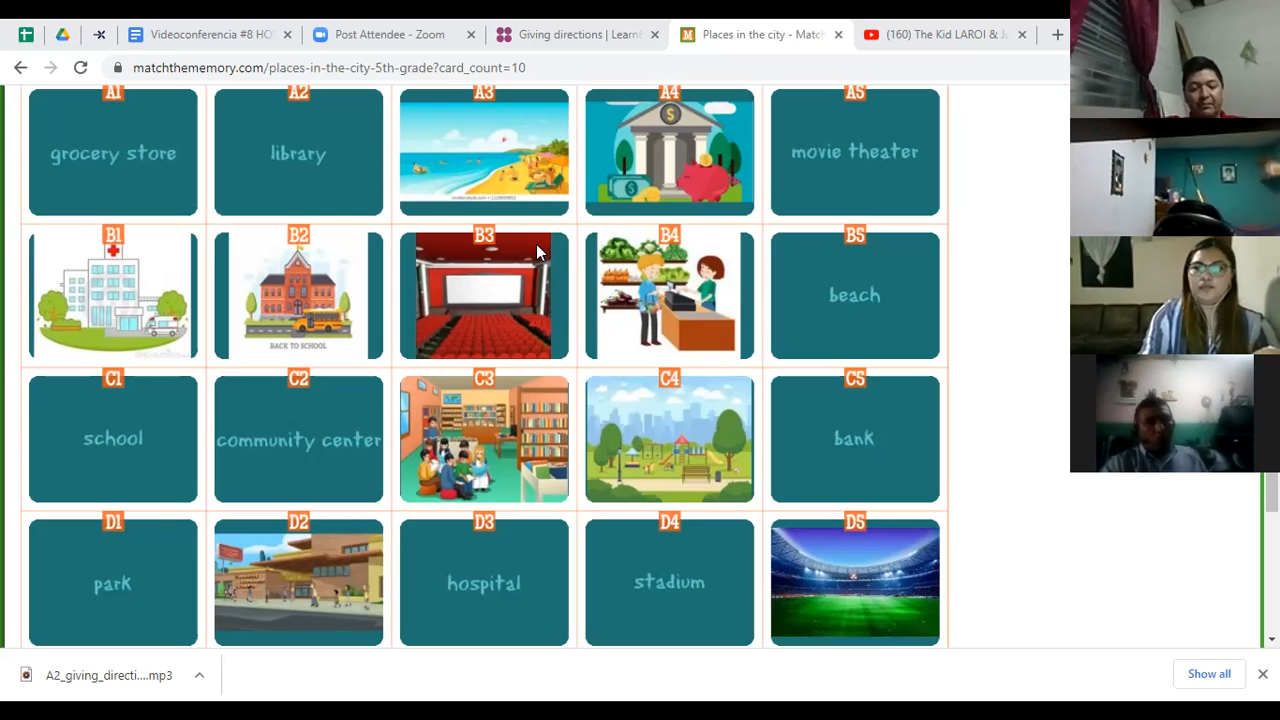 Videoconferencia #8 HO
Post Attendee - Zoom
Giving directions | Learn
Places in the city - Matc
(160) The Kid LAROI & J
matchthememory.com/places-in-the-city-5th-grade?card_count=10
A1 A2 A3 A4 A5
grocery store
library
movie theater
B1 B2 B3 B4 B5
beach
BACK TO SCHOOL
C1 C2 C3 C4 C5
school
community center
bank
D1 D2 D3 D4 D5
park
hospital
stadium
A2_giving_directi....mp3
Show all